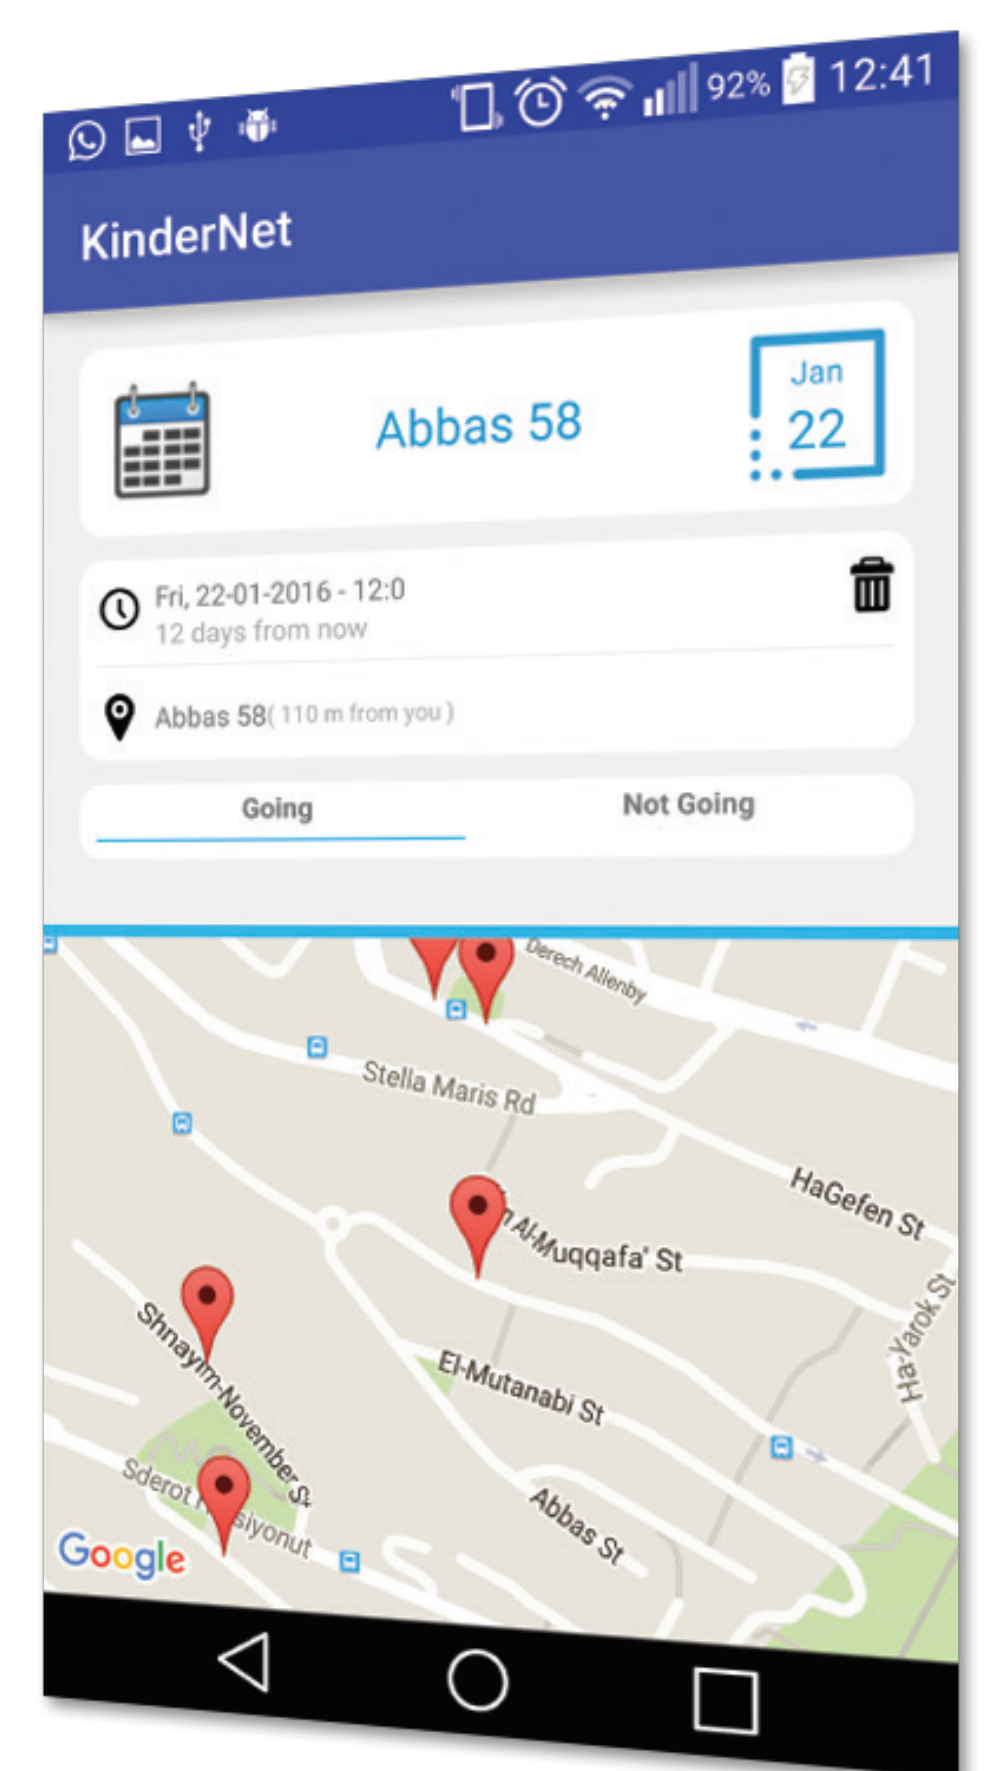 92% 12:41
KinderNet
Abbas 58
Jan
22
Fri, 22-01-2016 - 12:0
12 days from now
Abbas 58( 110 m from you )
Going
Not Going
Derech Allenby
Stella Maris Rd
HaGefen St
Al-Muqqafa' St
Ha-Yarok St
Shnayim-November St
El-Mutanabi St
Sderot
siyonut
Abbas St
Google